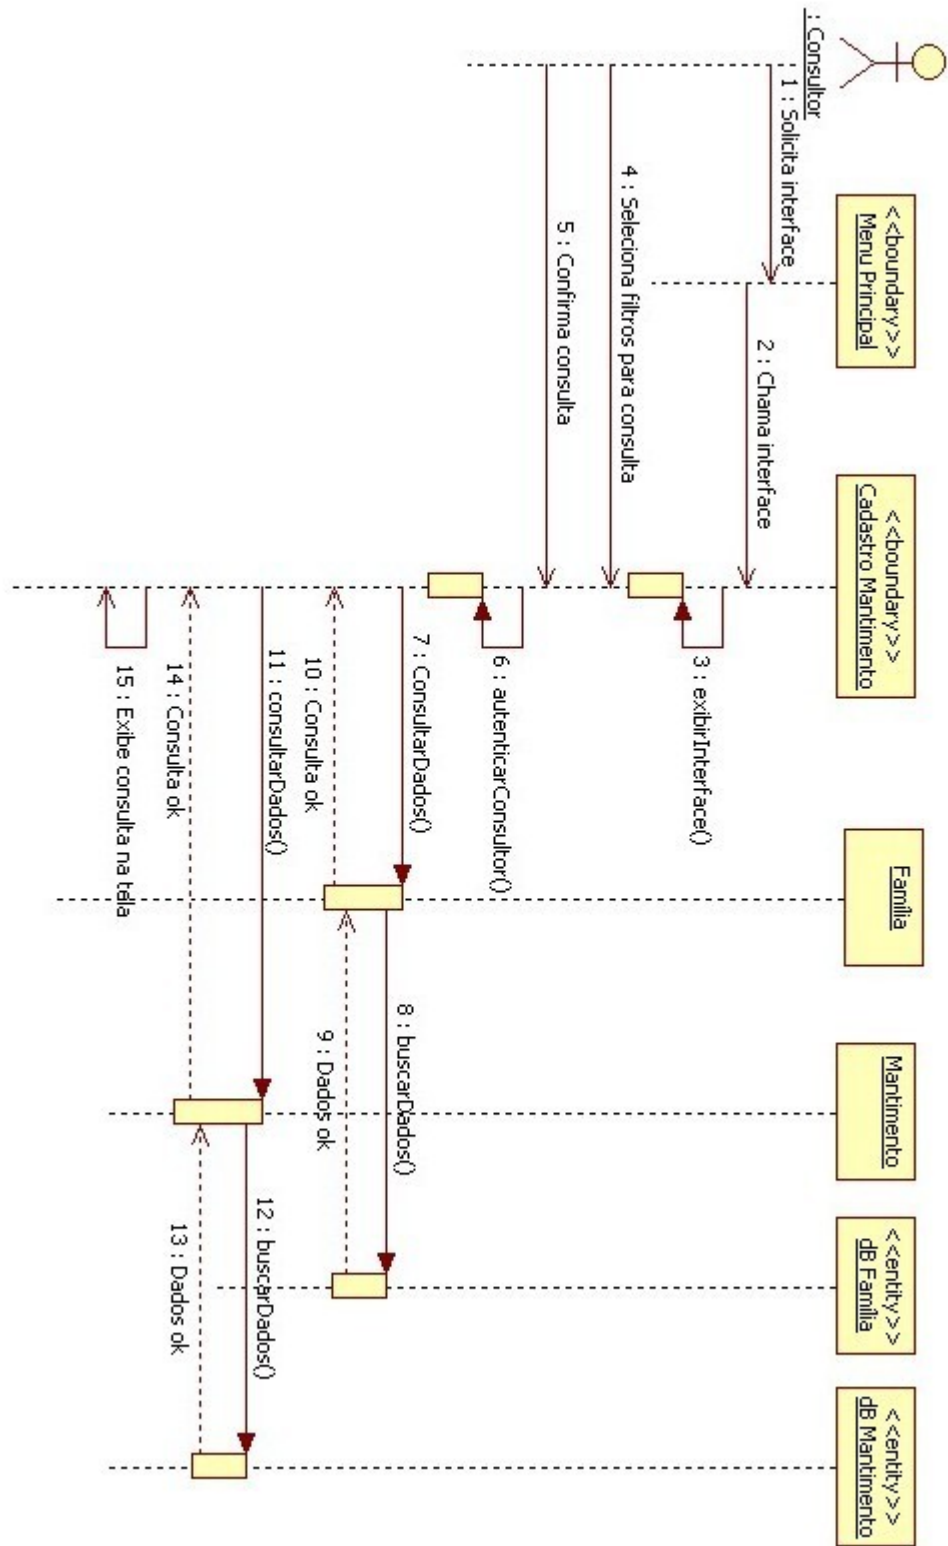 : Consultor
<<boundary>>
Menu Principal
<<boundary>>
Cadastro Mantimento
Família
Mantimento
<<entity>>
dB Família
<<entity>>
dB Mantimento
1 : Solicita interface
2 : Chama interface
3 : exibirInterface()
4 : Seleciona filtros para consulta
5 : Confirma consulta
6 : autenticarConsultor()
7 : ConsultarDados()
8 : buscarDados()
9 : Dados ok
10 : Consulta ok
11 : consultarDados()
12 : buscarDados()
13 : Dados ok
14 : Consulta ok
15 : Exibe consulta na tela